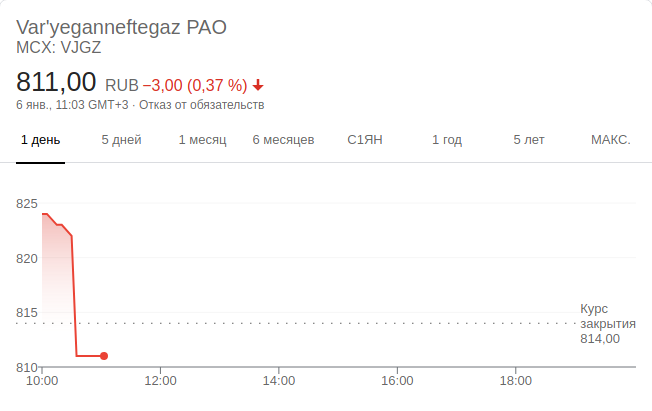 Var'yeganneftegaz PAO
MCX: VJGZ
811,00 RUB −3,00 (0,37 %)
6 янв., 11:03 GMT+3 · Отказ от обязательств
1 день 5 дней 1 месяц 6 месяцев С1ЯН 1 год 5 лет МАКС.
825
820
815
810
Курс
закрытия
814,00
10:00 12:00 14:00 16:00 18:00